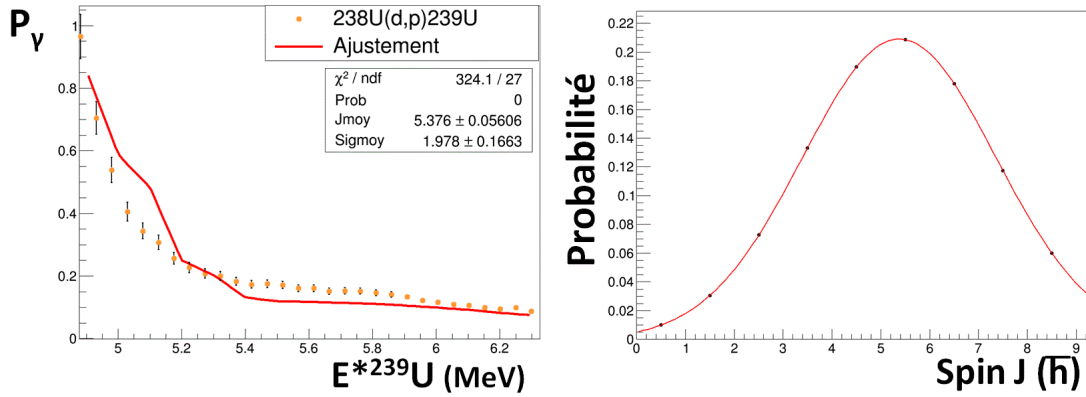 P_γ
238U(d,p)239U
Ajustement
χ² / ndf 324.1 / 27
Prob 0
Jmoy 5.376 ± 0.05606
Sigmoy 1.978 ± 0.1663
1
0.8
0.6
0.4
0.2
0
5 5.2 5.4 5.6 5.8 6 6.2
E*²³⁹U (MeV)
Probabilité
0.22
0.2
0.18
0.16
0.14
0.12
0.1
0.08
0.06
0.04
0.02
0
0 1 2 3 4 5 6 7 8 9
Spin J (ħ)